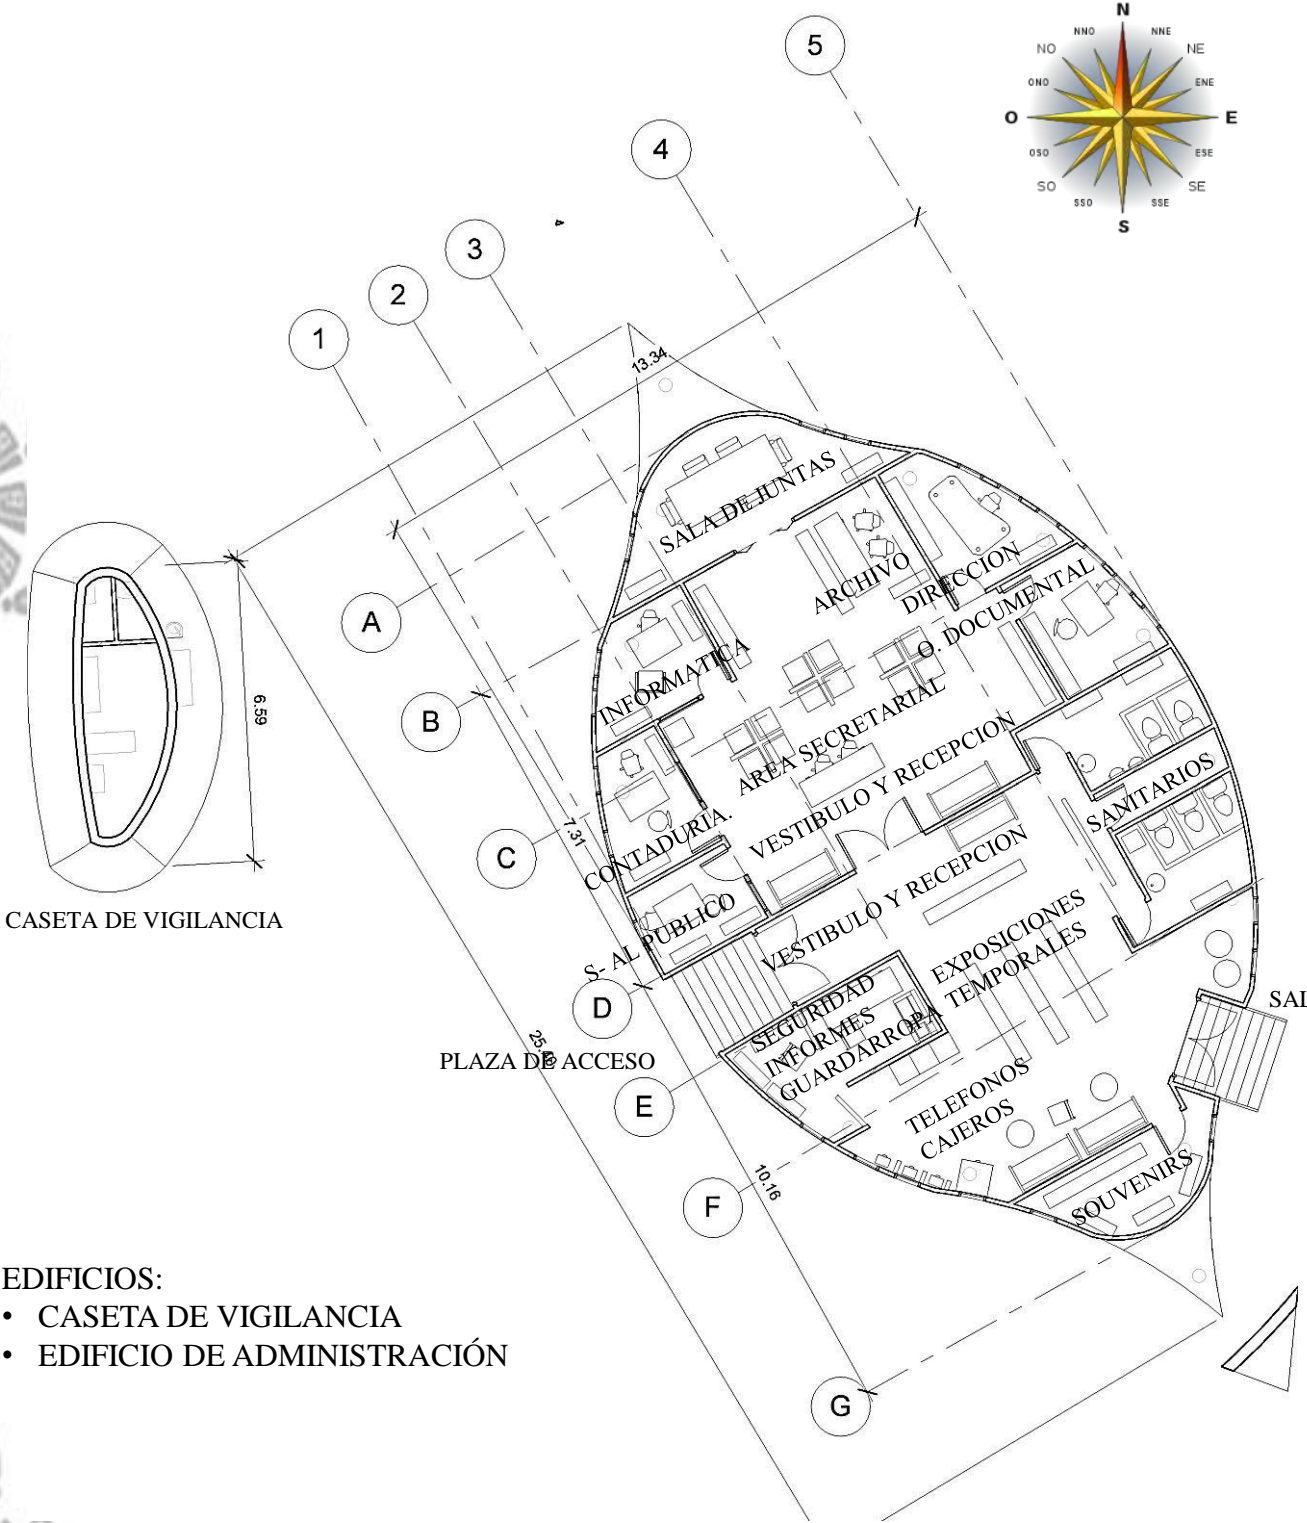 N
NNO
NNE
NO
NE
ONO
ENE
O
E
OSO
ESE
SO
SE
SSO
SSE
S
5
4
3
2
1
13.34
A
B
C
D
E
F
G
6.59
7.31
10.16
SALA DE JUNTAS
ARCHIVO
DIRECCION
O. DOCUMENTAL
INFORMATICA
AREA SECRETARIAL
VESTIBULO Y RECEPCION
SANITARIOS
CONTADURIA.
VESTIBULO Y RECEPCION
S- AL PUBLICO
EXPOSICIONES
TEMPORALES
SEGURIDAD
INFORMES
GUARDARROPA
TELEFONOS
CAJEROS
SOUVENIRS
SAL
CASETA DE VIGILANCIA
PLAZA DE ACCESO
EDIFICIOS:
• CASETA DE VIGILANCIA
• EDIFICIO DE ADMINISTRACIÓN